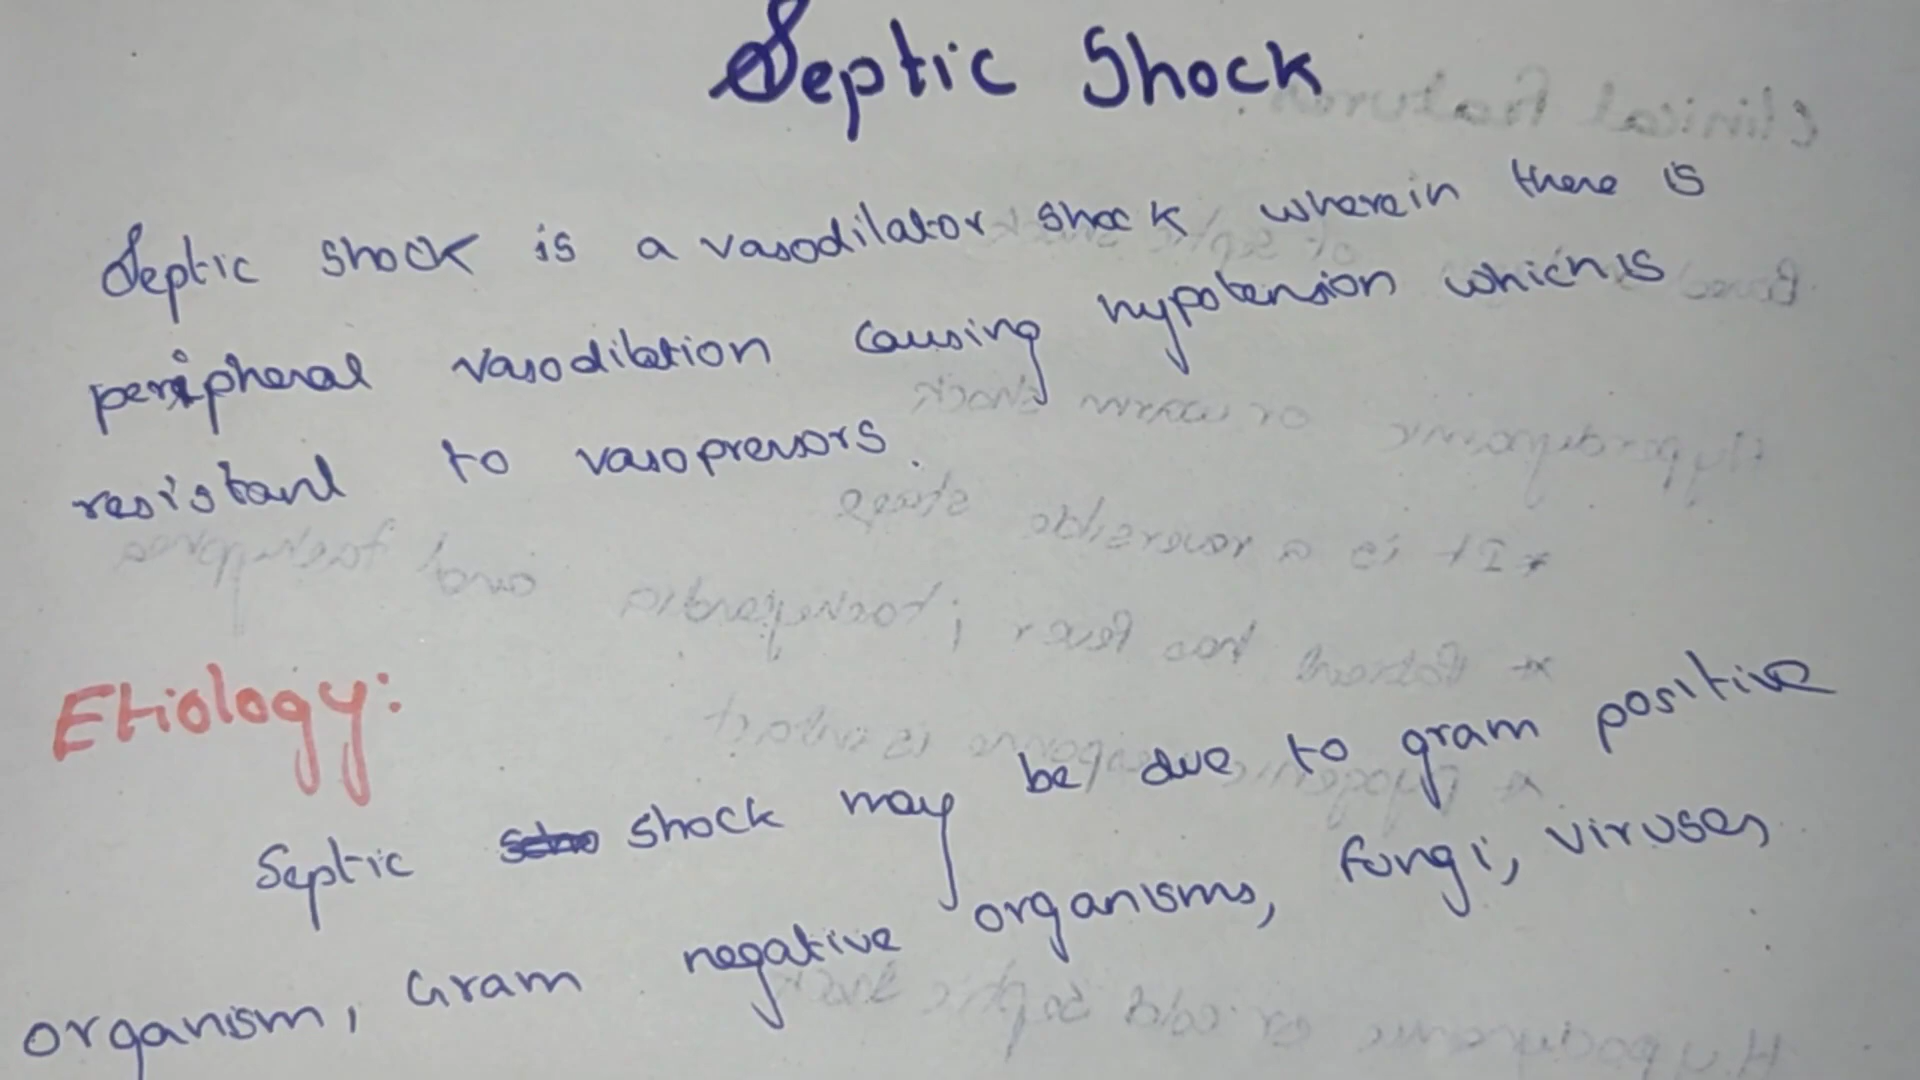 Septic Shock
Septic shock is a vasodilator shock wherein there is
peripheral vasodilation causing hypotension which is
resistant to vasopressors.
Etiology:
Septic shock may be due to gram positive
organism, Gram negative organisms, fungi, viruses,